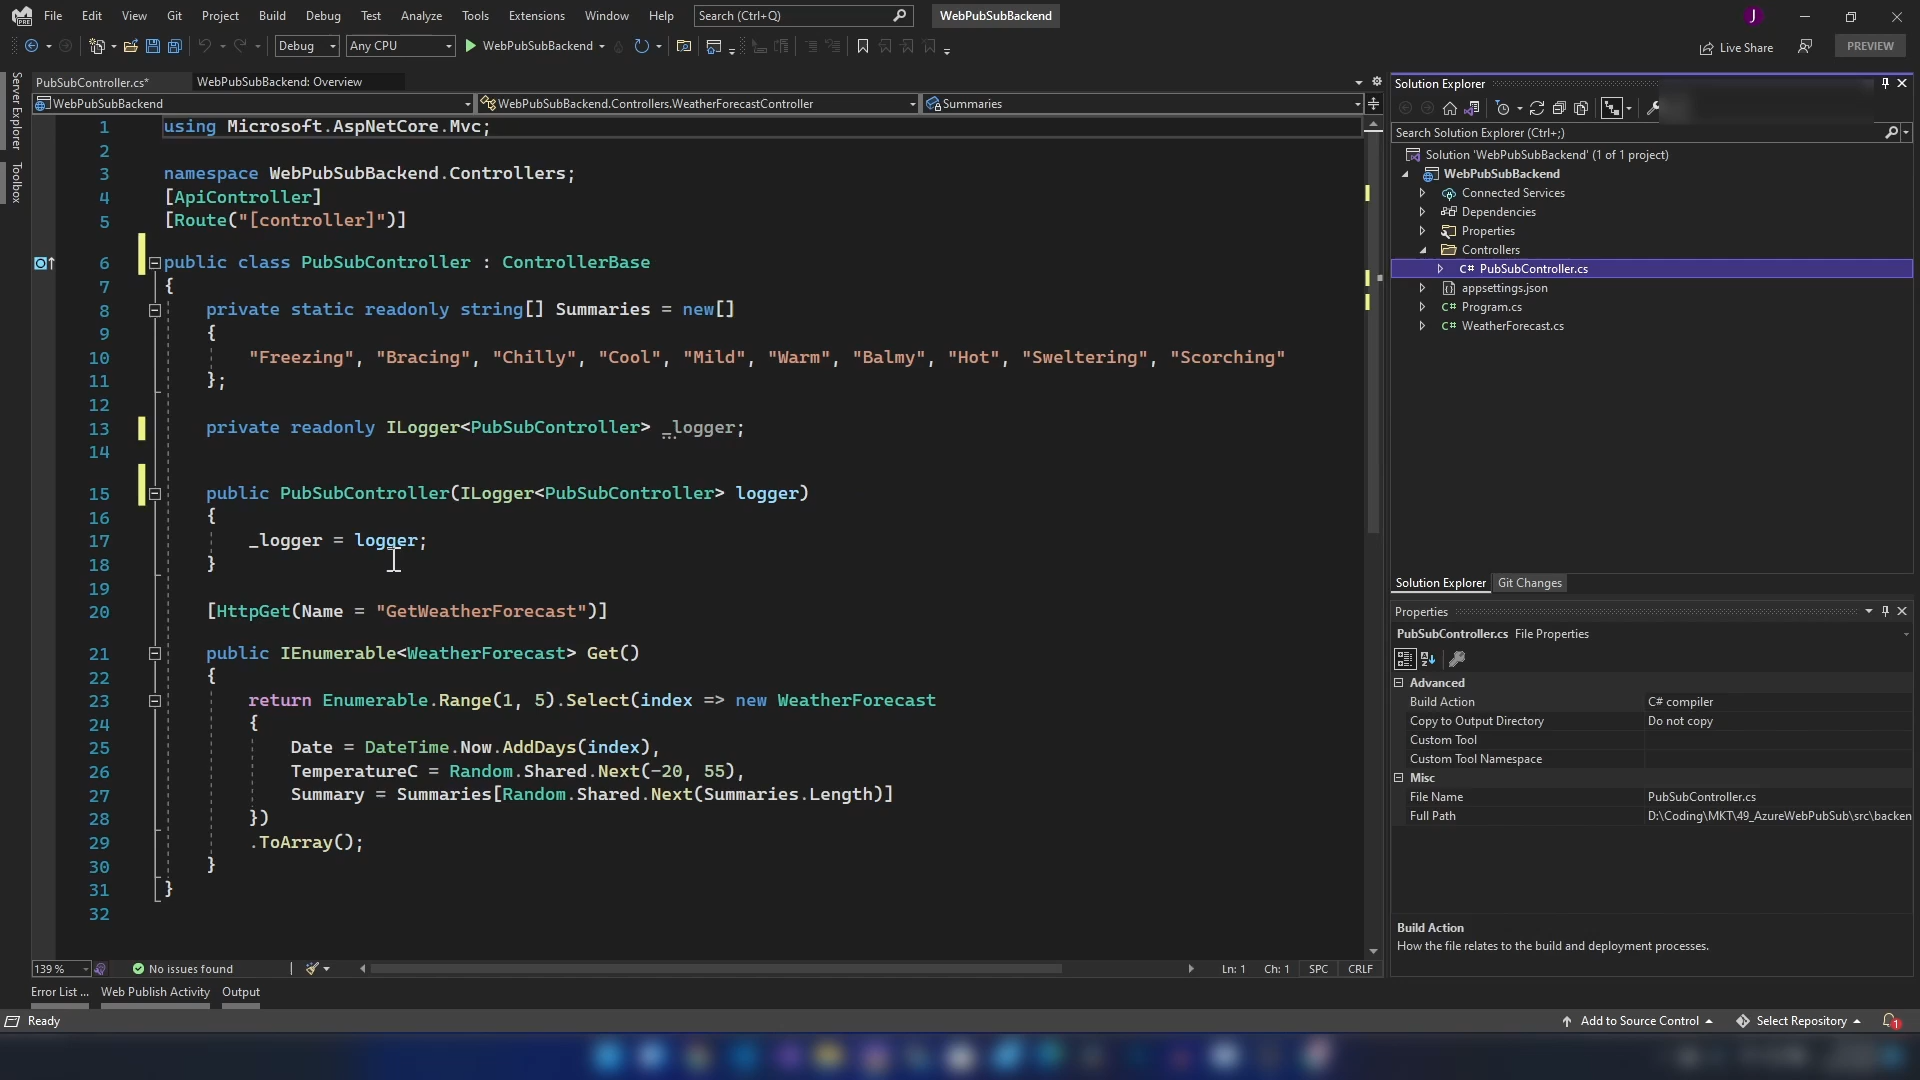 File Edit View Git Project Build Debug Test Analyze Tools Extensions Window Help Search (Ctrl+Q) WebPubSubBackend J
Debug Any CPU WebPubSubBackend Live Share PREVIEW
Server Explorer
Toolbox
PubSubController.cs* WebPubSubBackend: Overview
WebPubSubBackend WebPubSubBackend.Controllers.WeatherForecastController Summaries
1 using Microsoft.AspNetCore.Mvc;
2
3 namespace WebPubSubBackend.Controllers;
4 [ApiController]
5 [Route("[controller]")]
6 public class PubSubController : ControllerBase
7 {
8 private static readonly string[] Summaries = new[]
9 {
10 "Freezing", "Bracing", "Chilly", "Cool", "Mild", "Warm", "Balmy", "Hot", "Sweltering", "Scorching"
11 };
12
13 private readonly ILogger<PubSubController> _logger;
14
15 public PubSubController(ILogger<PubSubController> logger)
16 {
17 _logger = logger;
18 }
19
20 [HttpGet(Name = "GetWeatherForecast")]
21 public IEnumerable<WeatherForecast> Get()
22 {
23 return Enumerable.Range(1, 5).Select(index => new WeatherForecast
24 {
25 Date = DateTime.Now.AddDays(index),
26 TemperatureC = Random.Shared.Next(-20, 55),
27 Summary = Summaries[Random.Shared.Next(Summaries.Length)]
28 })
29 .ToArray();
30 }
31 }
32
139 % No issues found Ln: 1 Ch: 1 SPC CRLF
Error List ... Web Publish Activity Output
Solution Explorer
Search Solution Explorer (Ctrl+;)
Solution 'WebPubSubBackend' (1 of 1 project)
WebPubSubBackend
Connected Services
Dependencies
Properties
Controllers
C# PubSubController.cs
appsettings.json
C# Program.cs
C# WeatherForecast.cs
Solution Explorer Git Changes
Properties
PubSubController.cs File Properties
Advanced
Build Action C# compiler
Copy to Output Directory Do not copy
Custom Tool
Custom Tool Namespace
Misc
File Name PubSubController.cs
Full Path D:\Coding\MKT\49_AzureWebPubSub\src\backen
Build Action
How the file relates to the build and deployment processes.
Ready Add to Source Control Select Repository 1